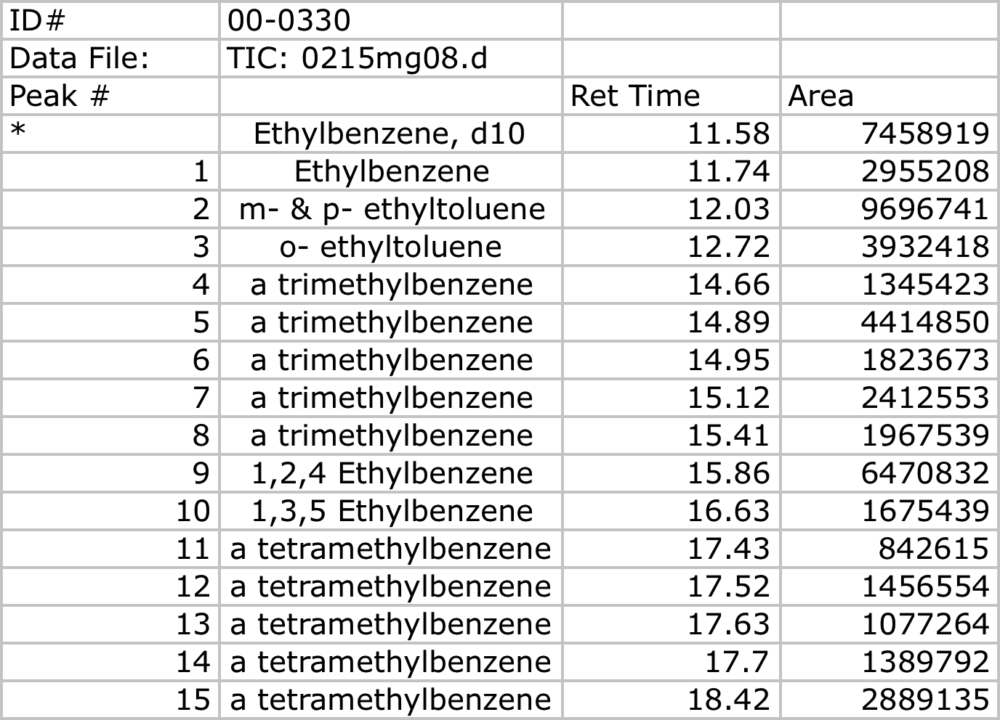 ID# 00-0330
Data File: TIC: 0215mg08.d
Peak # Ret Time Area
* Ethylbenzene, d10 11.58 7458919
1 Ethylbenzene 11.74 2955208
2 m- & p- ethyltoluene 12.03 9696741
3 o- ethyltoluene 12.72 3932418
4 a trimethylbenzene 14.66 1345423
5 a trimethylbenzene 14.89 4414850
6 a trimethylbenzene 14.95 1823673
7 a trimethylbenzene 15.12 2412553
8 a trimethylbenzene 15.41 1967539
9 1,2,4 Ethylbenzene 15.86 6470832
10 1,3,5 Ethylbenzene 16.63 1675439
11 a tetramethylbenzene 17.43 842615
12 a tetramethylbenzene 17.52 1456554
13 a tetramethylbenzene 17.63 1077264
14 a tetramethylbenzene 17.7 1389792
15 a tetramethylbenzene 18.42 2889135